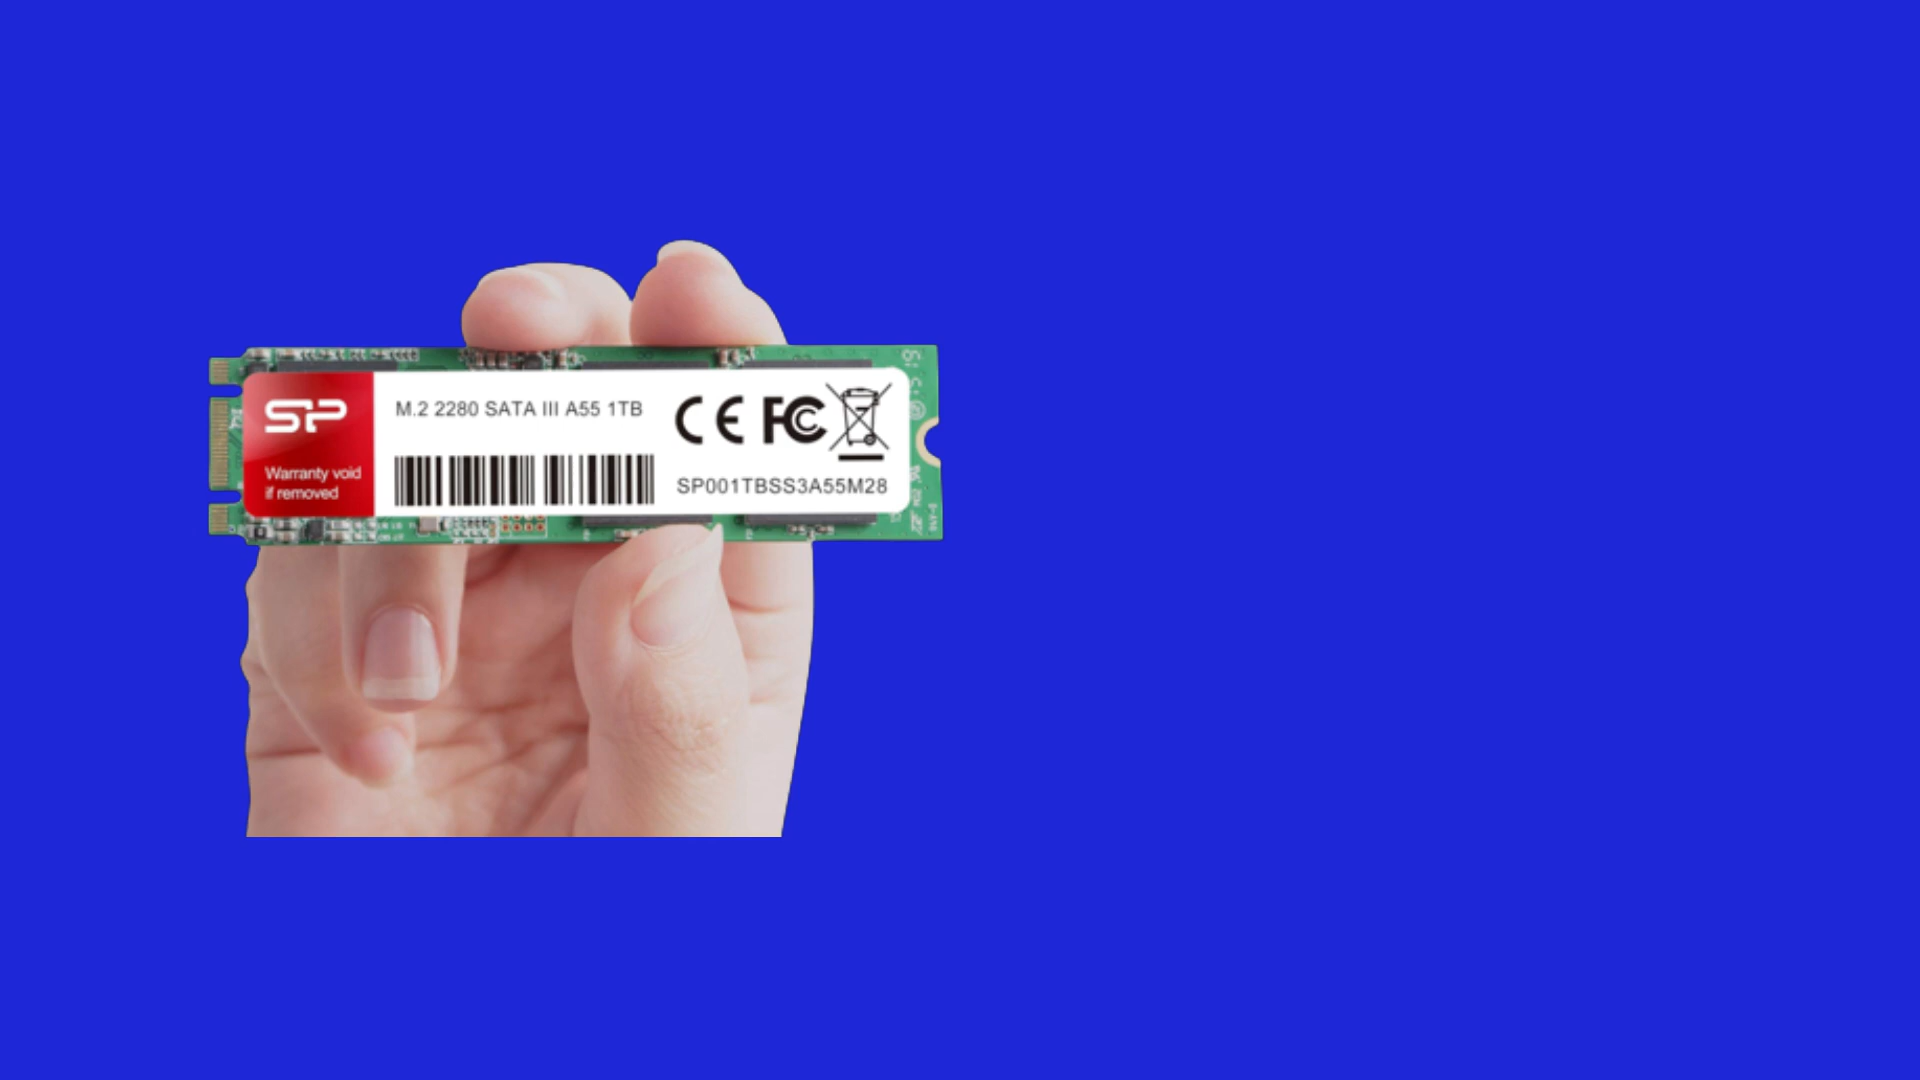 SP
Warranty void
if removed
M.2 2280 SATA III A55 1TB
CE FC
SP001TBSS3A55M28